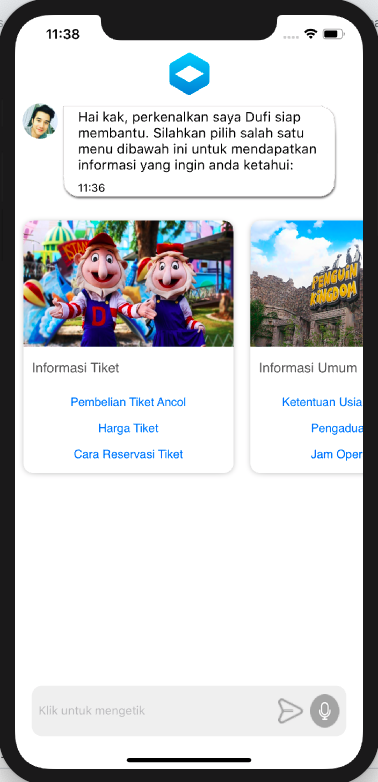 11:38
Hai kak, perkenalkan saya Dufi siap
membantu. Silahkan pilih salah satu
menu dibawah ini untuk mendapatkan
informasi yang ingin anda ketahui:
11:36
ISTAN
D
PENGUIN
KINGDOM
Informasi Tiket
Pembelian Tiket Ancol
Harga Tiket
Cara Reservasi Tiket
Informasi Umum
Ketentuan Usia
Pengadua
Jam Oper
Klik untuk mengetik